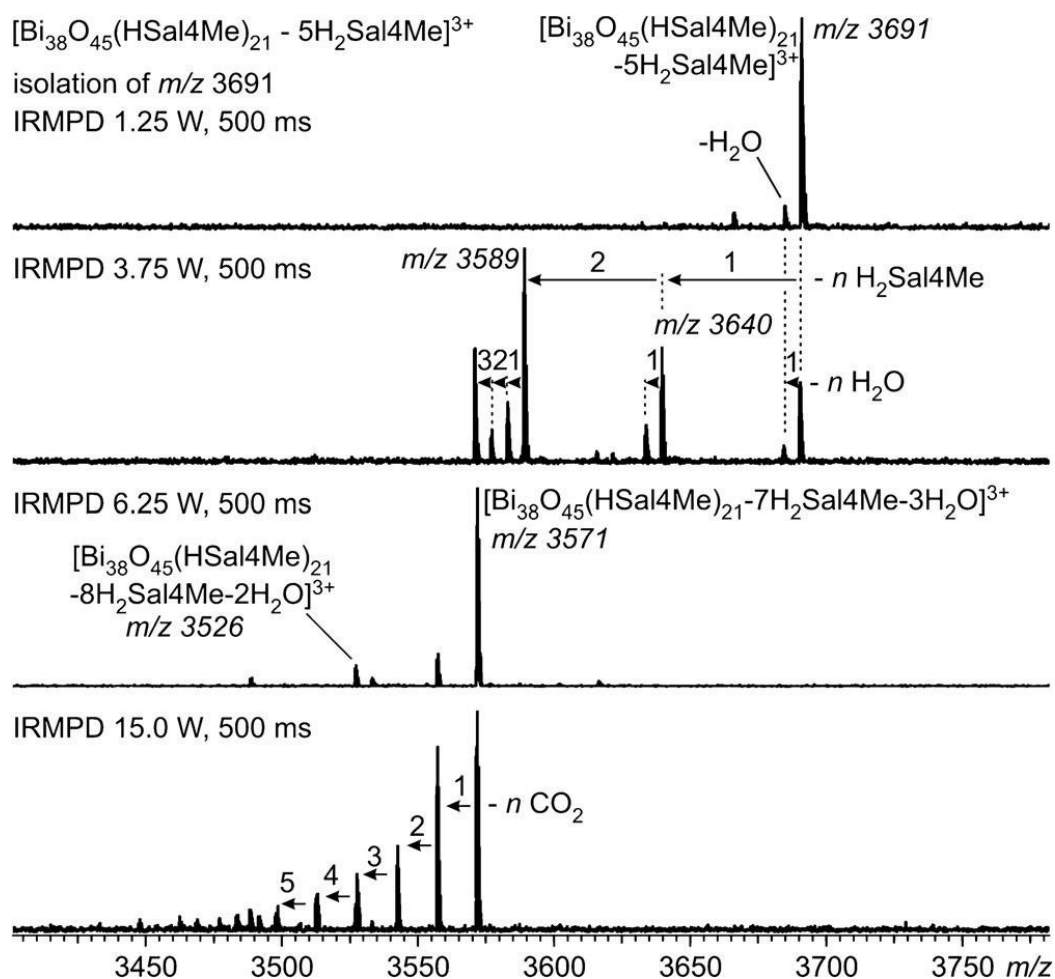 [Bi₃₈O₄₅(HSal4Me)₂₁ - 5H₂Sal4Me]³⁺
isolation of m/z 3691
IRMPD 1.25 W, 500 ms
[Bi₃₈O₄₅(HSal4Me)₂₁
-5H₂Sal4Me]³⁺
m/z 3691
-H₂O
IRMPD 3.75 W, 500 ms
m/z 3589
2
1
- n H₂Sal4Me
m/z 3640
3 2 1
1
1
- n H₂O
IRMPD 6.25 W, 500 ms
[Bi₃₈O₄₅(HSal4Me)₂₁-7H₂Sal4Me-3H₂O]³⁺
m/z 3571
[Bi₃₈O₄₅(HSal4Me)₂₁
-8H₂Sal4Me-2H₂O]³⁺
m/z 3526
IRMPD 15.0 W, 500 ms
1
- n CO₂
2
3
4
5
3450 3500 3550 3600 3650 3700 3750 m/z